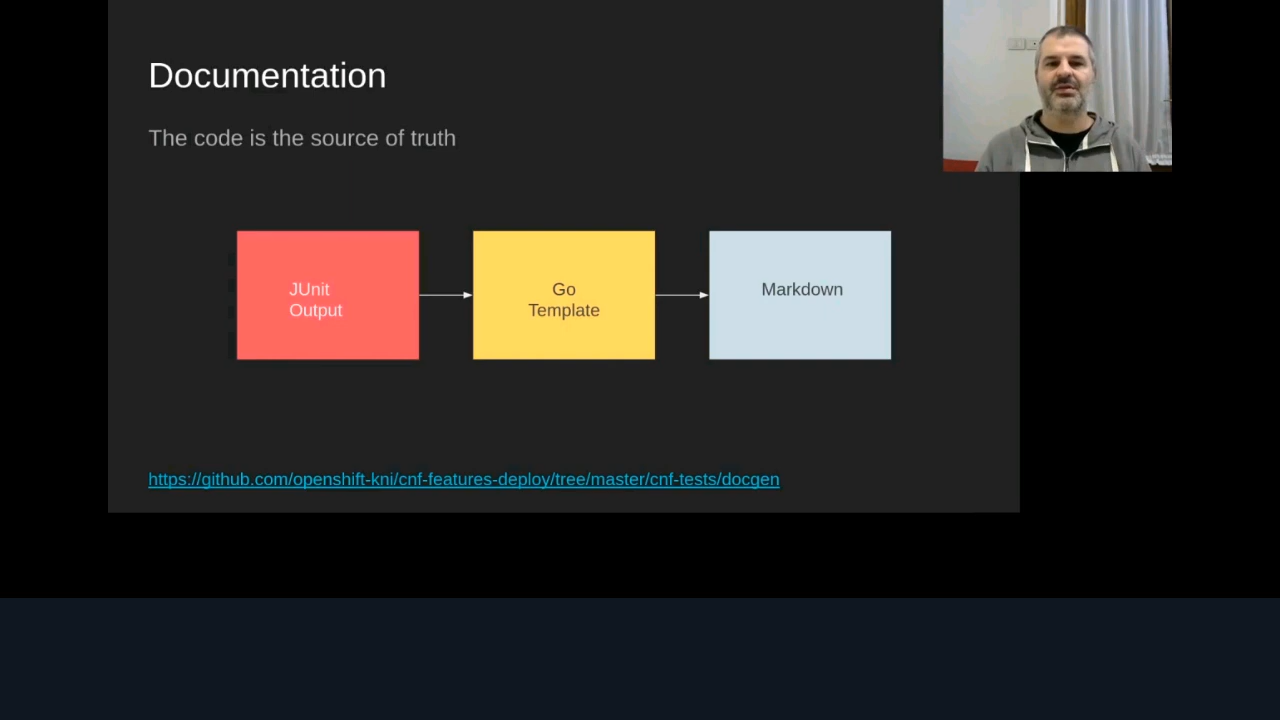 Documentation
The code is the source of truth
JUnit
Output
Go
Template
Markdown
https://github.com/openshift-kni/cnf-features-deploy/tree/master/cnf-tests/docgen